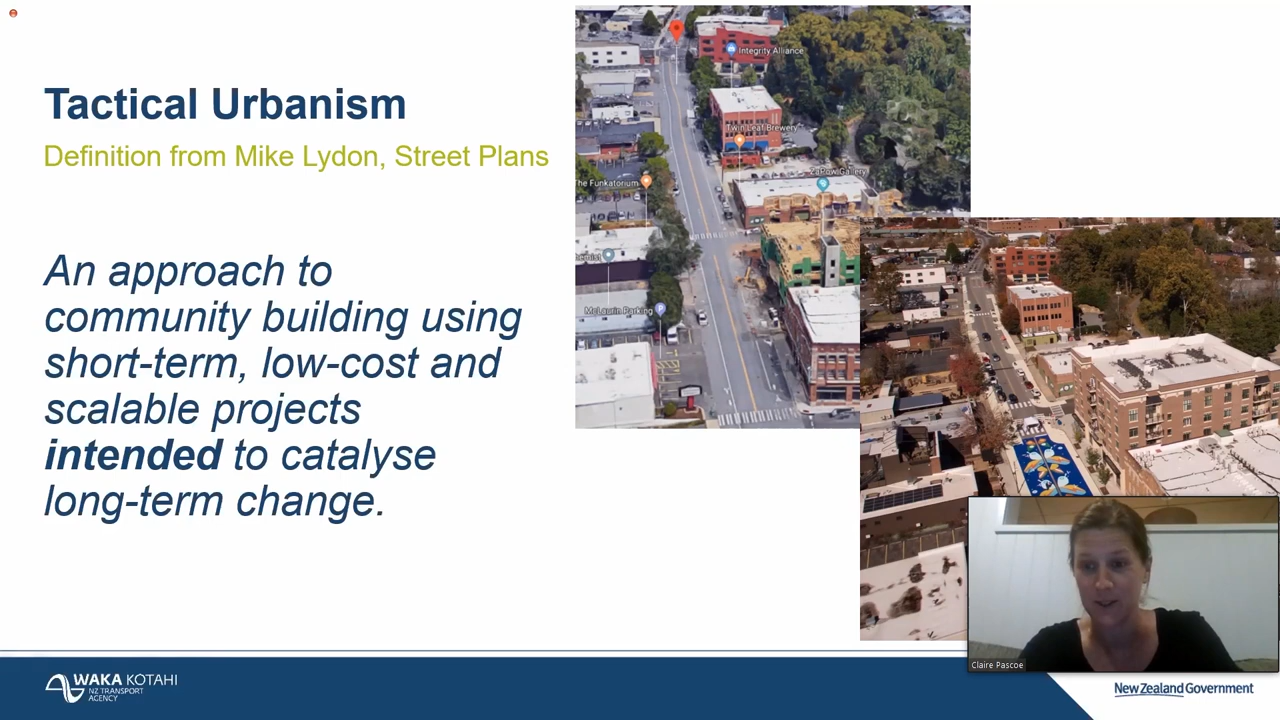 Tactical Urbanism
Definition from Mike Lydon, Street Plans
An approach to
community building using
short-term, low-cost and
scalable projects
intended to catalyse
long-term change.
Integrity Alliance
Twin Leaf Brewery
ZaPow Gallery
The Funkatorium
McLaurin Parking
Claire Pascoe
WAKA KOTAHI
NZ TRANSPORT
AGENCY
New Zealand Government